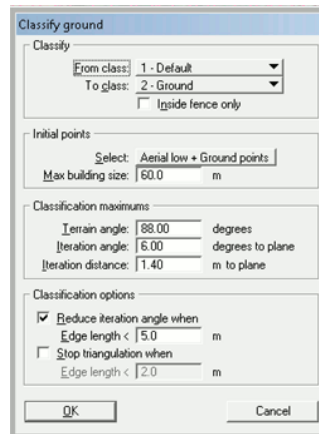 Classify ground
Classify
From class: 1 - Default
To class: 2 - Ground
Inside fence only
Initial points
Select: Aerial low + Ground points
Max building size: 60.0 m
Classification maximums
Terrain angle: 88.00 degrees
Iteration angle: 6.00 degrees to plane
Iteration distance: 1.40 m to plane
Classification options
Reduce iteration angle when
Edge length < 5.0 m
Stop triangulation when
Edge length < 2.0 m
OK Cancel